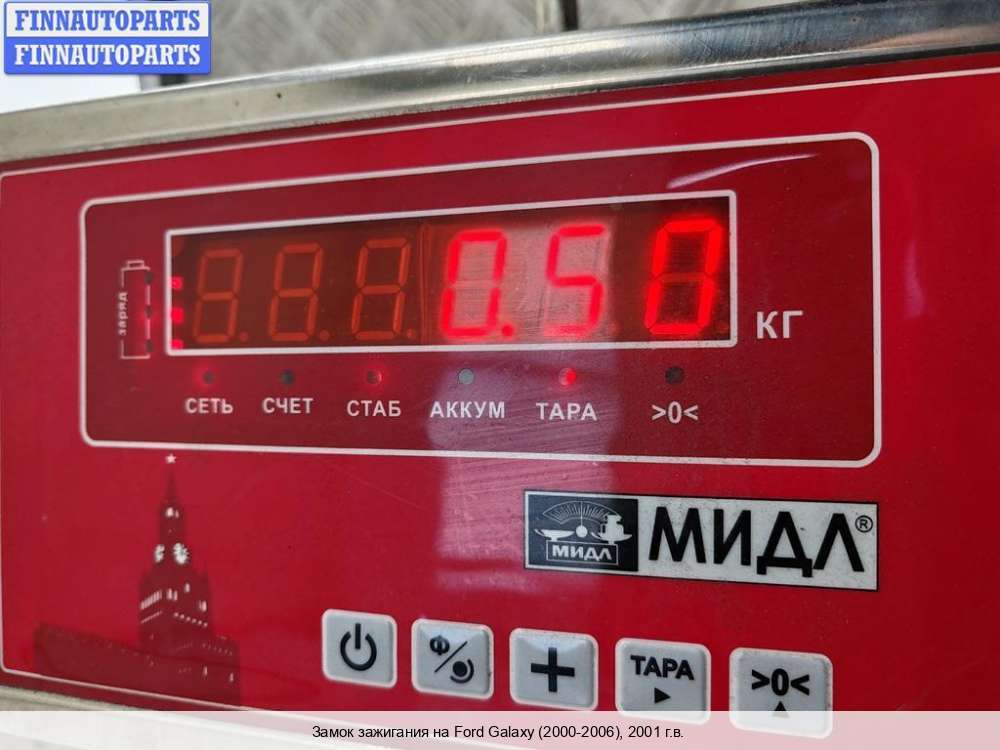 FINNAUTOPARTS
FINNAUTOPARTS
заряд
0.50
КГ
СЕТЬ СЧЕТ СТАБ АККУМ ТАРА >0<
МИДЛ МИДЛ®
Ф
ТАРА >0<
Замок зажигания на Ford Galaxy (2000-2006), 2001 г.в.